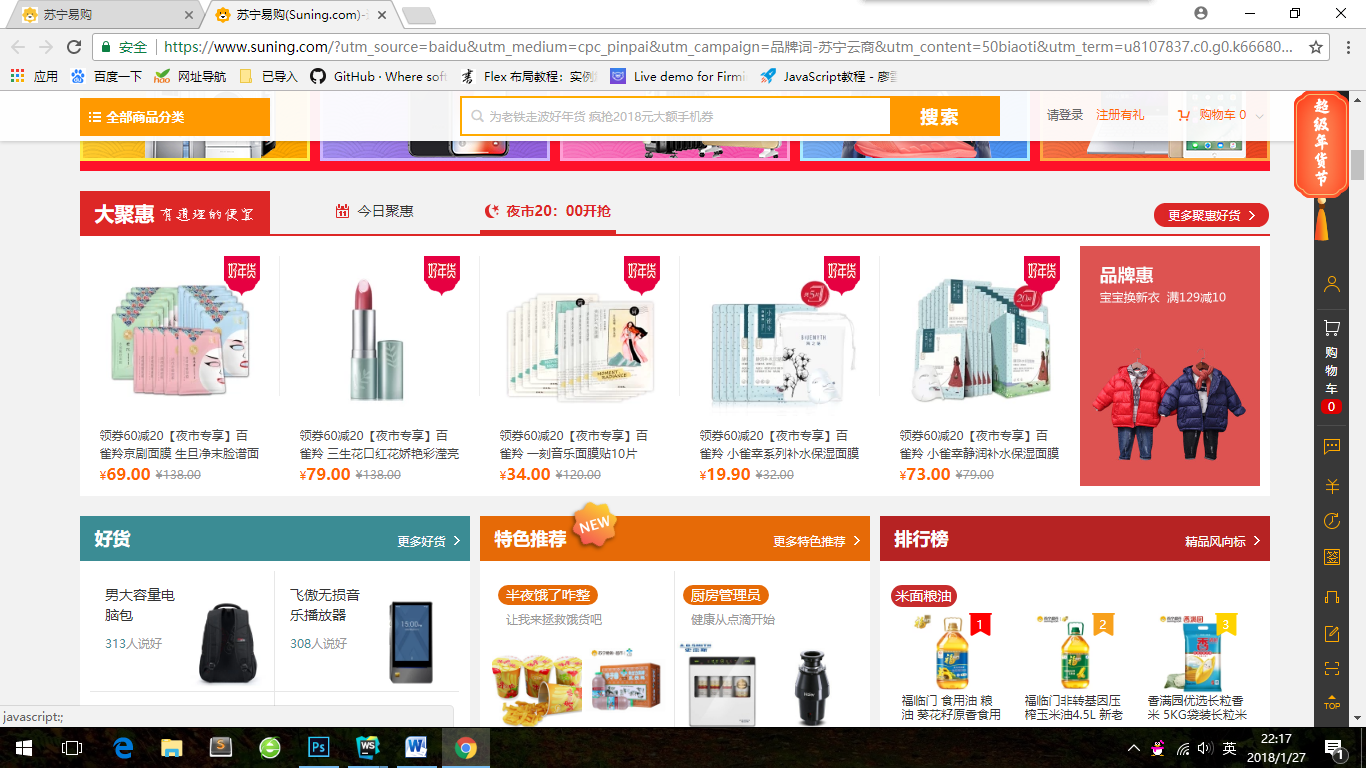 苏宁易购
苏宁易购(Suning.com)-
安全
https://www.suning.com/?utm_source=baidu&utm_medium=cpc_pinpai&utm_campaign=品牌词-苏宁云商&utm_content=50biaoti&utm_term=u8107837.c0.g0.k66680...
应用
百度一下
网址导航
已导入
GitHub · Where soft
Flex 布局教程：实例
Live demo for Firmi
JavaScript教程 - 廖雪
全部商品分类
为老铁走波好年货 疯抢2018元大额手机券
搜索
请登录
注册有礼
购物车 0
超级年货节
大聚惠 有道理的便宜
今日聚惠
夜市20：00开抢
更多聚惠好货
好年货
好年货
好年货
好年货
好年货
领券60减20【夜市专享】百
雀羚京剧面膜 生旦净末脸谱面
¥69.00 ¥138.00
领券60减20【夜市专享】百
雀羚 三生花口红花娇艳彩滢亮
¥79.00 ¥138.00
领券60减20【夜市专享】百
雀羚 一刻音乐面膜贴10片
¥34.00 ¥120.00
领券60减20【夜市专享】百
雀羚 小雀幸系列补水保湿面膜
¥19.90 ¥32.00
领券60减20【夜市专享】百
雀羚 小雀幸静润补水保湿面膜
¥73.00 ¥79.00
品牌惠
宝宝换新衣 满129减10
购物车
0
签
TOP
好货
更多好货
男大容量电
脑包
313人说好
飞傲无损音
乐播放器
308人说好
15:00
特色推荐
NEW
更多特色推荐
半夜饿了咋整
让我来拯救饿货吧
厨房管理员
健康从点滴开始
排行榜
精品风向标
米面粮油
1
2
3
福临门 食用油 粮
油 葵花籽原香食用
福临门非转基因压
榨玉米油4.5L 新老
香满园优选长粒香
米 5KG袋装长粒米
javascript:;
英
22:17
2018/1/27
1